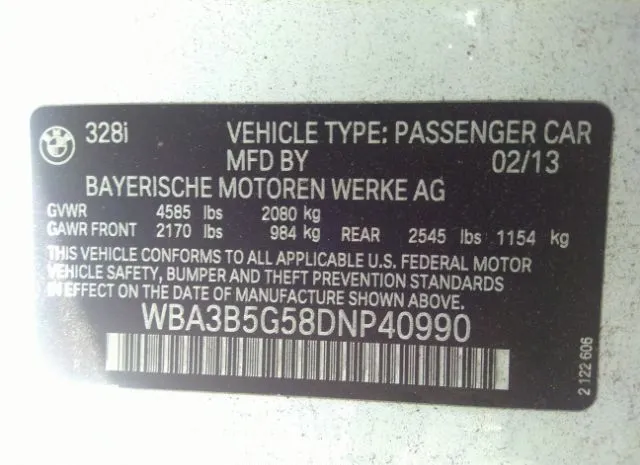 BMW 328i VEHICLE TYPE: PASSENGER CAR
MFD BY 02/13
BAYERISCHE MOTOREN WERKE AG
GVWR 4585 lbs 2080 kg
GAWR FRONT 2170 lbs 984 kg REAR 2545 lbs 1154 kg
THIS VEHICLE CONFORMS TO ALL APPLICABLE U.S. FEDERAL MOTOR
VEHICLE SAFETY, BUMPER AND THEFT PREVENTION STANDARDS
IN EFFECT ON THE DATE OF MANUFACTURE SHOWN ABOVE.
WBA3B5G58DNP40990
R
2 122 606